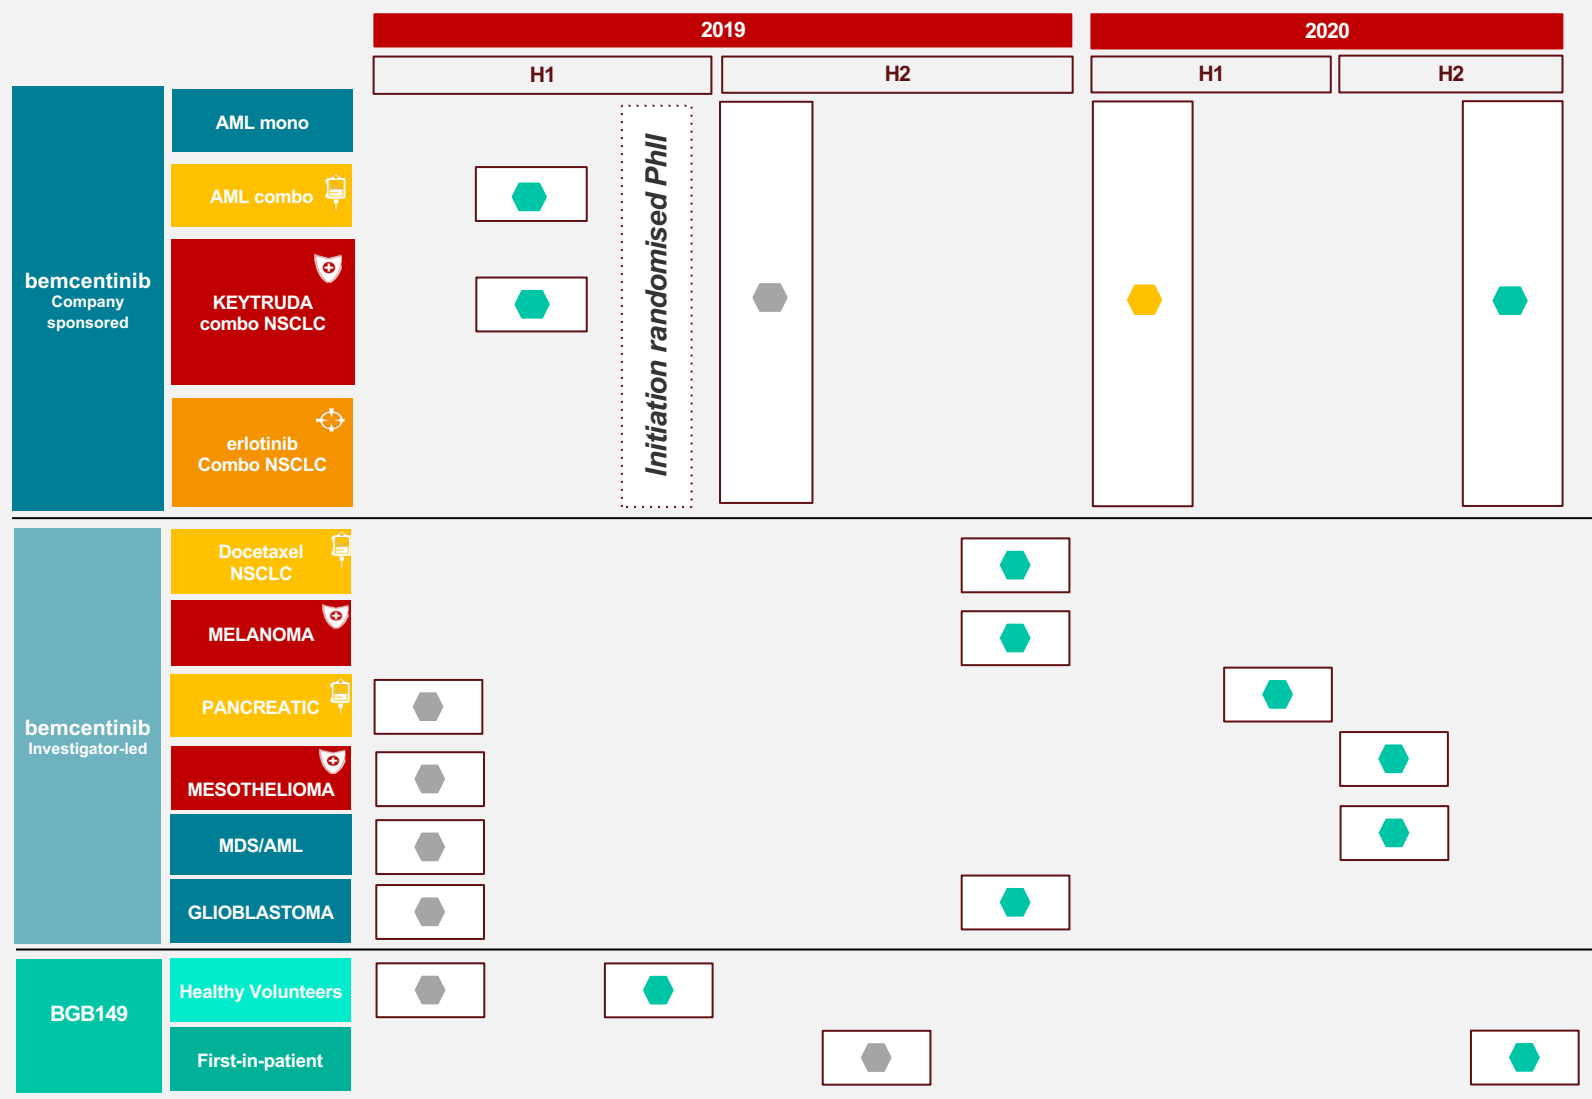 2019
2020
H1
H2
H1
H2
bemcentinib
Company
sponsored
AML mono
AML combo
KEYTRUDA
combo NSCLC
erlotinib
Combo NSCLC
Initiation randomised PhII
bemcentinib
Investigator-led
Docetaxel
NSCLC
MELANOMA
PANCREATIC
MESOTHELIOMA
MDS/AML
GLIOBLASTOMA
BGB149
Healthy Volunteers
First-in-patient